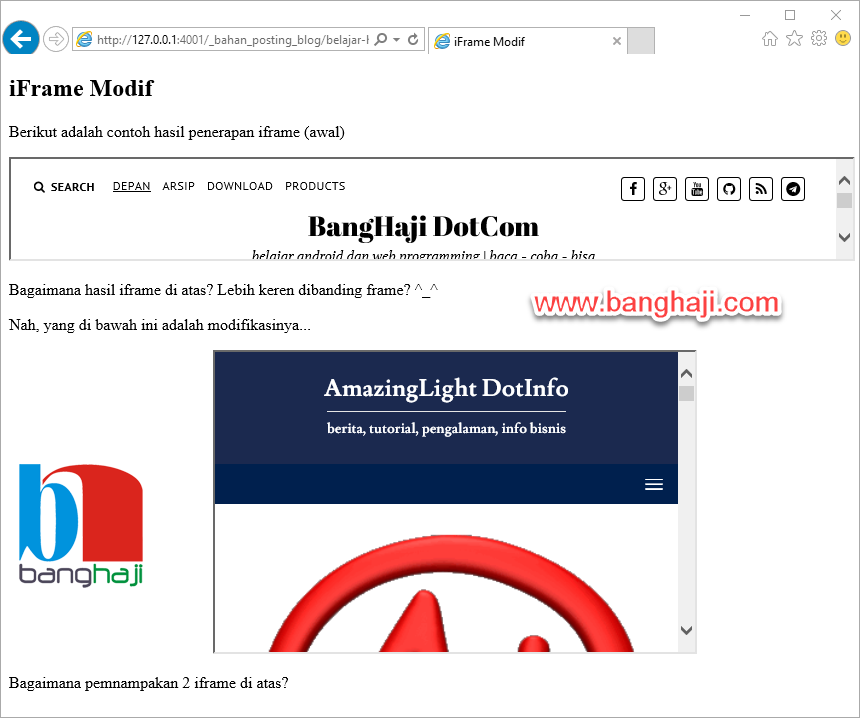 http://127.0.0.1:4001/_bahan_posting_blog/belajar-h
iFrame Modif
iFrame Modif
Berikut adalah contoh hasil penerapan iframe (awal)
SEARCH DEPAN ARSIP DOWNLOAD PRODUCTS
You Tube
BangHaji DotCom
belajar android dan web programming | baca - coba - bisa
Bagaimana hasil iframe di atas? Lebih keren dibanding frame? ^_^
www.banghaji.com
Nah, yang di bawah ini adalah modifikasinya...
AmazingLight DotInfo
berita, tutorial, pengalaman, info bisnis
banghaji
Bagaimana pemnampakan 2 iframe di atas?